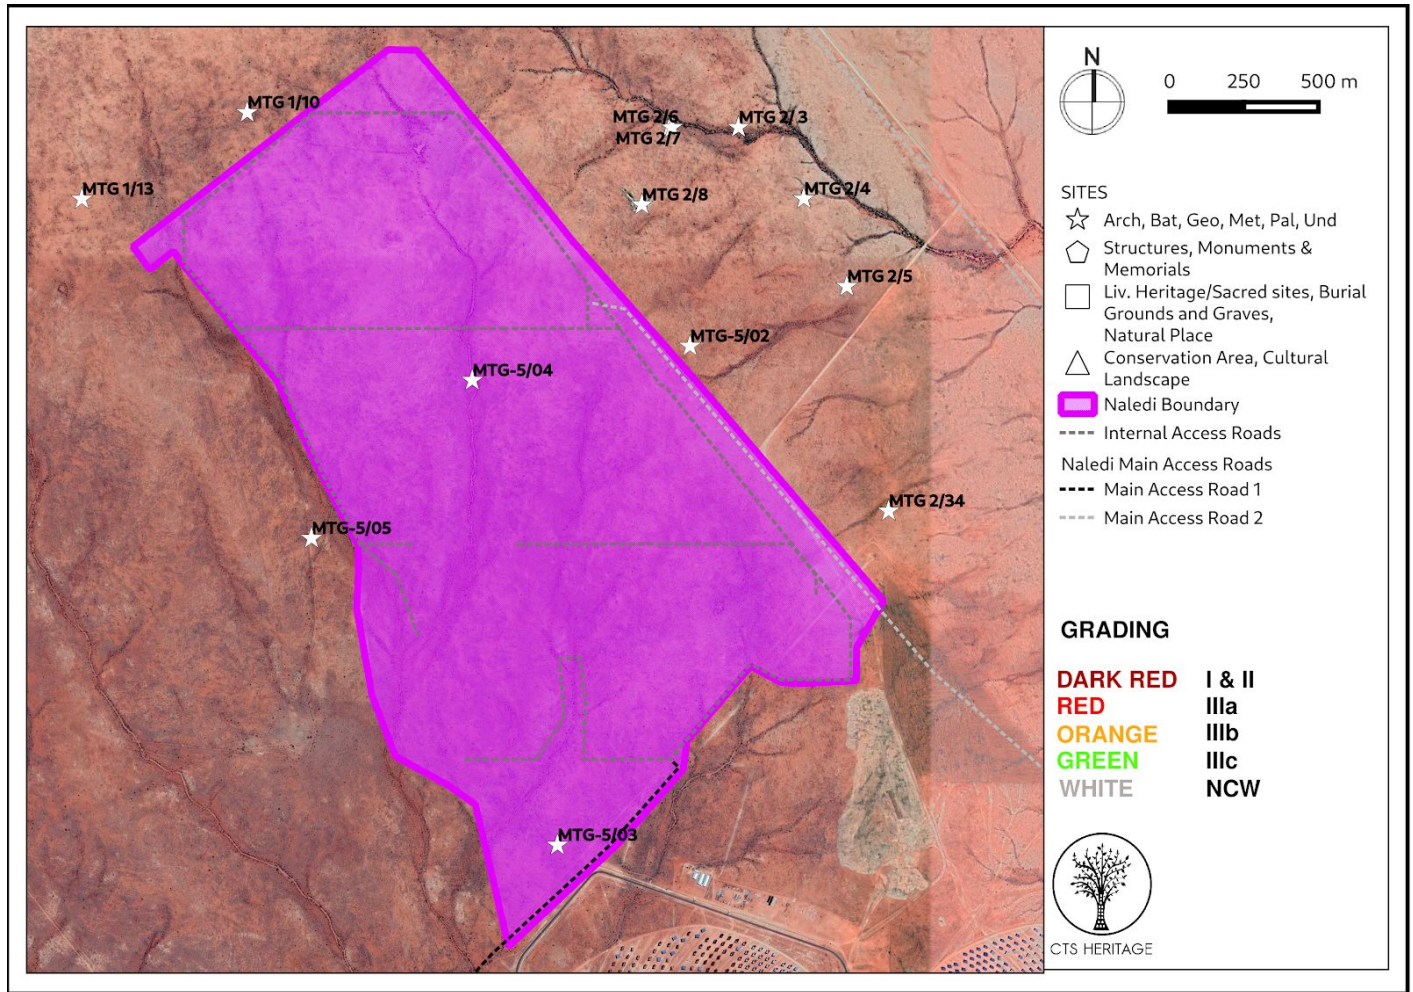 MTG 1/10
MTG 2/6
MTG 2/3
MTG 2/7
MTG 1/13
MTG 2/8
MTG 2/4
MTG 2/5
MTG-5/02
MTG-5/04
MTG 2/34
MTG-5/05
MTG-5/03
N
0 250 500 m
SITES
Arch, Bat, Geo, Met, Pal, Und
Structures, Monuments &
Memorials
Liv. Heritage/Sacred sites, Burial
Grounds and Graves,
Natural Place
Conservation Area, Cultural
Landscape
Naledi Boundary
Internal Access Roads
Naledi Main Access Roads
Main Access Road 1
Main Access Road 2
GRADING
DARK RED I & II
RED IIIa
ORANGE IIIb
GREEN IIIc
WHITE NCW
CTS HERITAGE